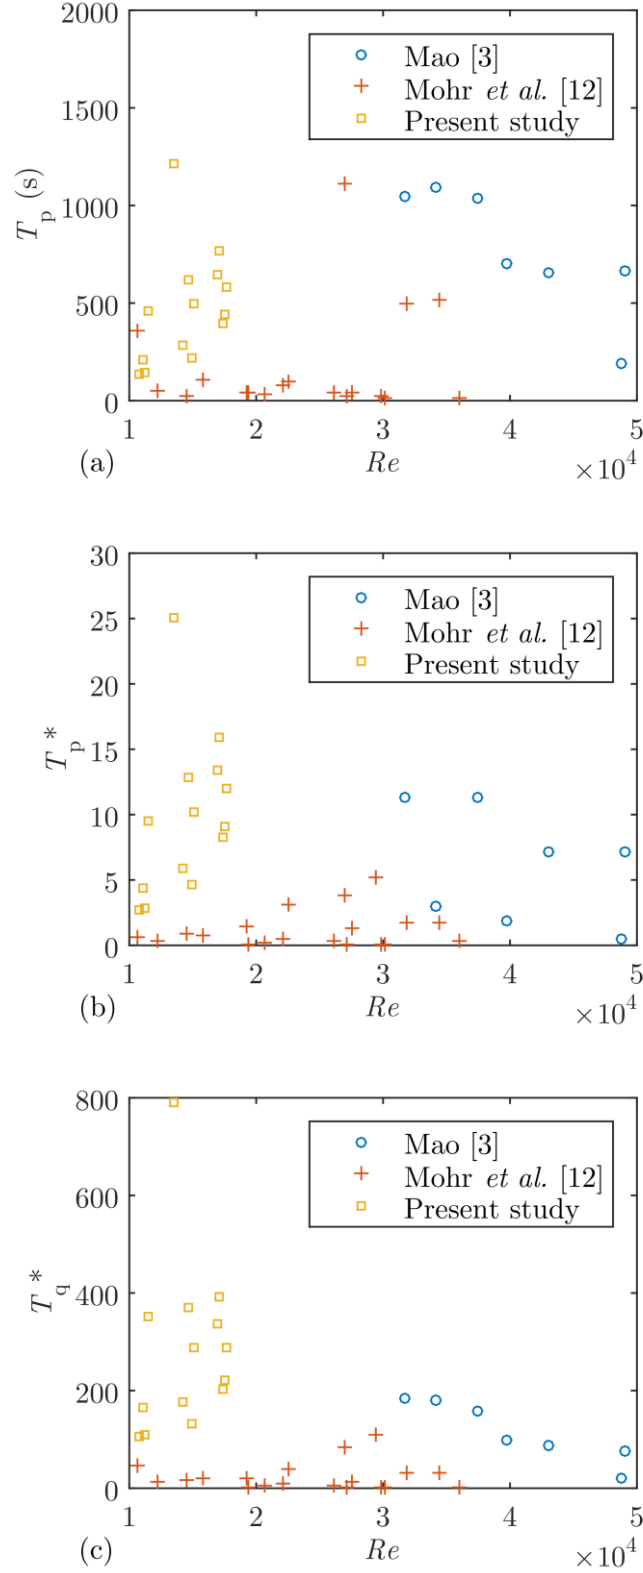 2000
1500
1000
500
0
T_p (s)
Mao [3]
Mohr et al. [12]
Present study
1 2 3 4 5
(a) Re ×10^4
30
25
20
15
10
5
0
T_p*
Mao [3]
Mohr et al. [12]
Present study
1 2 3 4 5
(b) Re ×10^4
800
600
400
200
0
T_q*
Mao [3]
Mohr et al. [12]
Present study
1 2 3 4 5
(c) Re ×10^4